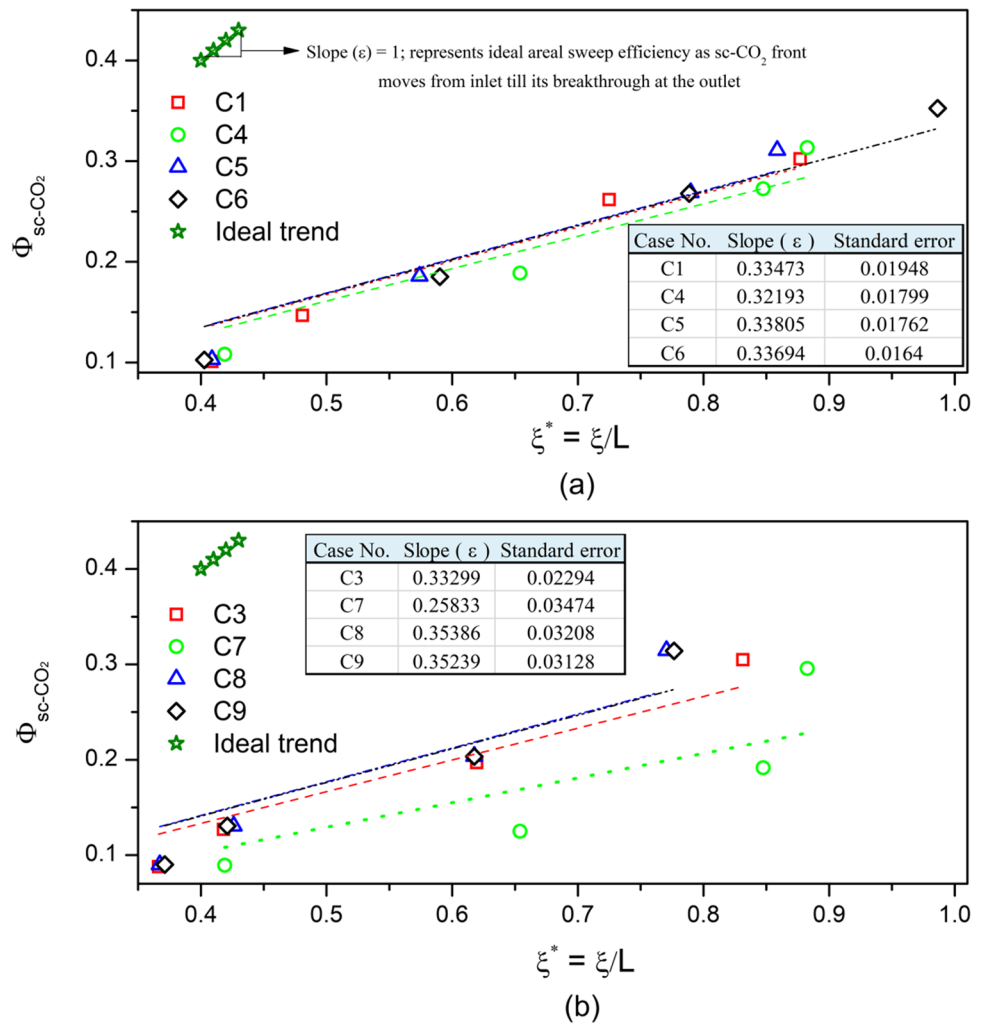 Slope (ε) = 1; represents ideal areal sweep efficiency as sc-CO₂ front
moves from inlet till its breakthrough at the outlet
C1
C4
C5
C6
Ideal trend
Φsc-CO₂
0.4
0.3
0.2
0.1
Case No. Slope ( ε ) Standard error
C1 0.33473 0.01948
C4 0.32193 0.01799
C5 0.33805 0.01762
C6 0.33694 0.0164
0.4 0.5 0.6 0.7 0.8 0.9 1.0
ξ* = ξ/L
(a)
Case No. Slope ( ε ) Standard error
C3 0.33299 0.02294
C7 0.25833 0.03474
C8 0.35386 0.03208
C9 0.35239 0.03128
C3
C7
C8
C9
Ideal trend
Φsc-CO₂
0.4
0.3
0.2
0.1
0.4 0.5 0.6 0.7 0.8 0.9 1.0
ξ* = ξ/L
(b)